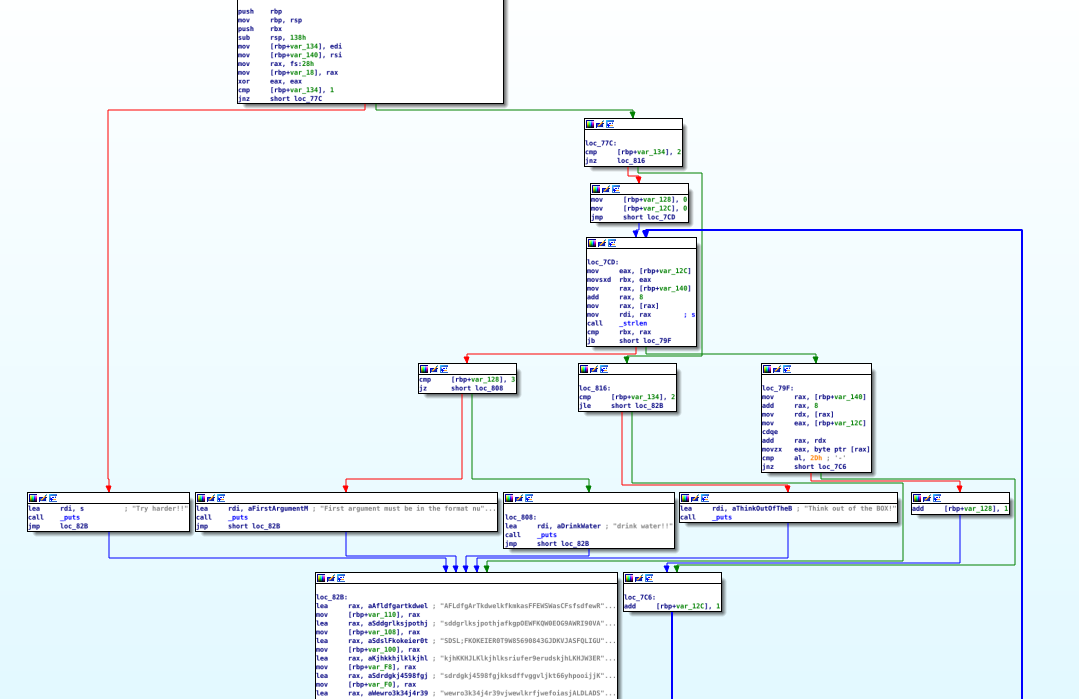 push rbp
mov rbp, rsp
push rbx
sub rsp, 138h
mov [rbp+var_134], edi
mov [rbp+var_140], rsi
mov rax, fs:28h
mov [rbp+var_18], rax
xor eax, eax
cmp [rbp+var_134], 1
jnz short loc_77C
loc_77C:
cmp [rbp+var_134], 2
jnz loc_816
mov [rbp+var_128], 0
mov [rbp+var_12C], 0
jmp short loc_7CD
loc_7CD:
mov eax, [rbp+var_12C]
movsxd rbx, eax
mov rax, [rbp+var_140]
add rax, 8
mov rax, [rax]
mov rdi, rax ; s
call _strlen
cmp rbx, rax
jb short loc_79F
cmp [rbp+var_128], 3
jz short loc_808
loc_816:
cmp [rbp+var_134], 2
jle short loc_82B
loc_79F:
mov rax, [rbp+var_140]
add rax, 8
mov rdx, [rax]
mov eax, [rbp+var_12C]
cdqe
add rax, rdx
movzx eax, byte ptr [rax]
cmp al, 2Dh ; '-'
jnz short loc_7C6
lea rdi, s ; "Try harder!!"
call _puts
jmp loc_82B
lea rdi, aFirstArgumentM ; "First argument must be in the format nu"...
call _puts
jmp short loc_82B
loc_808:
lea rdi, aDrinkWater ; "drink water!!"
call _puts
jmp short loc_82B
lea rdi, aThinkOutOfTheB ; "Think out of the BOX!"
call _puts
add [rbp+var_128], 1
loc_82B:
lea rax, aAfldfgartkdwel ; "AFLdfgArTkdwelkfkmkasFFEWSWasCFsfsdfewR"...
mov [rbp+var_110], rax
lea rax, aSddgrlksjpothj ; "sddgrlksjpothjafkgpOEWFKQW0EOG9AWRI90VA"...
mov [rbp+var_108], rax
lea rax, aSdslFkokeier0t ; "SDSL;FKOKEIER0T9W85690843GJDKVJASFQLIGU"...
mov [rbp+var_100], rax
lea rax, aKjhkkhjlklkjhl ; "kjhKKHJLKlkjhlksriufer9erudskjhLKHJW3ER"...
mov [rbp+var_F8], rax
lea rax, aSdrdgkj4598fgj ; "sdrdgkj4598fgjkksdffvggvljkt66yhpooijjK"...
mov [rbp+var_F0], rax
lea rax, aWewro3k34j4r39 ; "wewro3k34j4r39vjwewlkrfjwefoiasjALDLADS"...
loc_7C6:
add [rbp+var_12C], 1